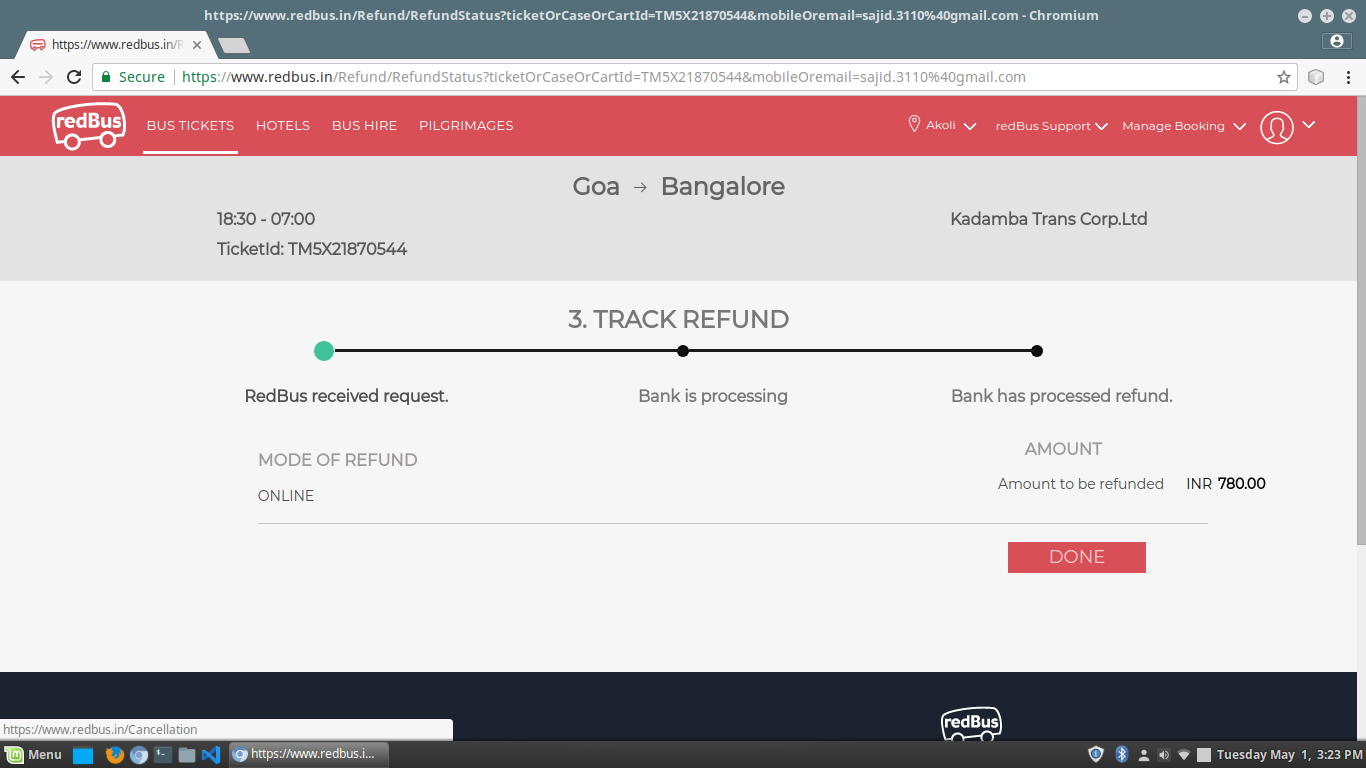 https://www.redbus.in/Refund/RefundStatus?ticketOrCaseOrCartId=TM5X21870544&mobileOremail=sajid.3110%40gmail.com - Chromium
https://www.redbus.in/R
Secure https://www.redbus.in/Refund/RefundStatus?ticketOrCaseOrCartId=TM5X21870544&mobileOremail=sajid.3110%40gmail.com
redBus BUS TICKETS HOTELS BUS HIRE PILGRIMAGES Akoli redBus Support Manage Booking
Goa → Bangalore
18:30 - 07:00 Kadamba Trans Corp.Ltd
TicketId: TM5X21870544
3. TRACK REFUND
RedBus received request. Bank is processing Bank has processed refund.
MODE OF REFUND AMOUNT
ONLINE Amount to be refunded INR 780.00
DONE
redBus
https://www.redbus.in/Cancellation
Menu https://www.redbus.i... Tuesday May 1, 3:23 PM